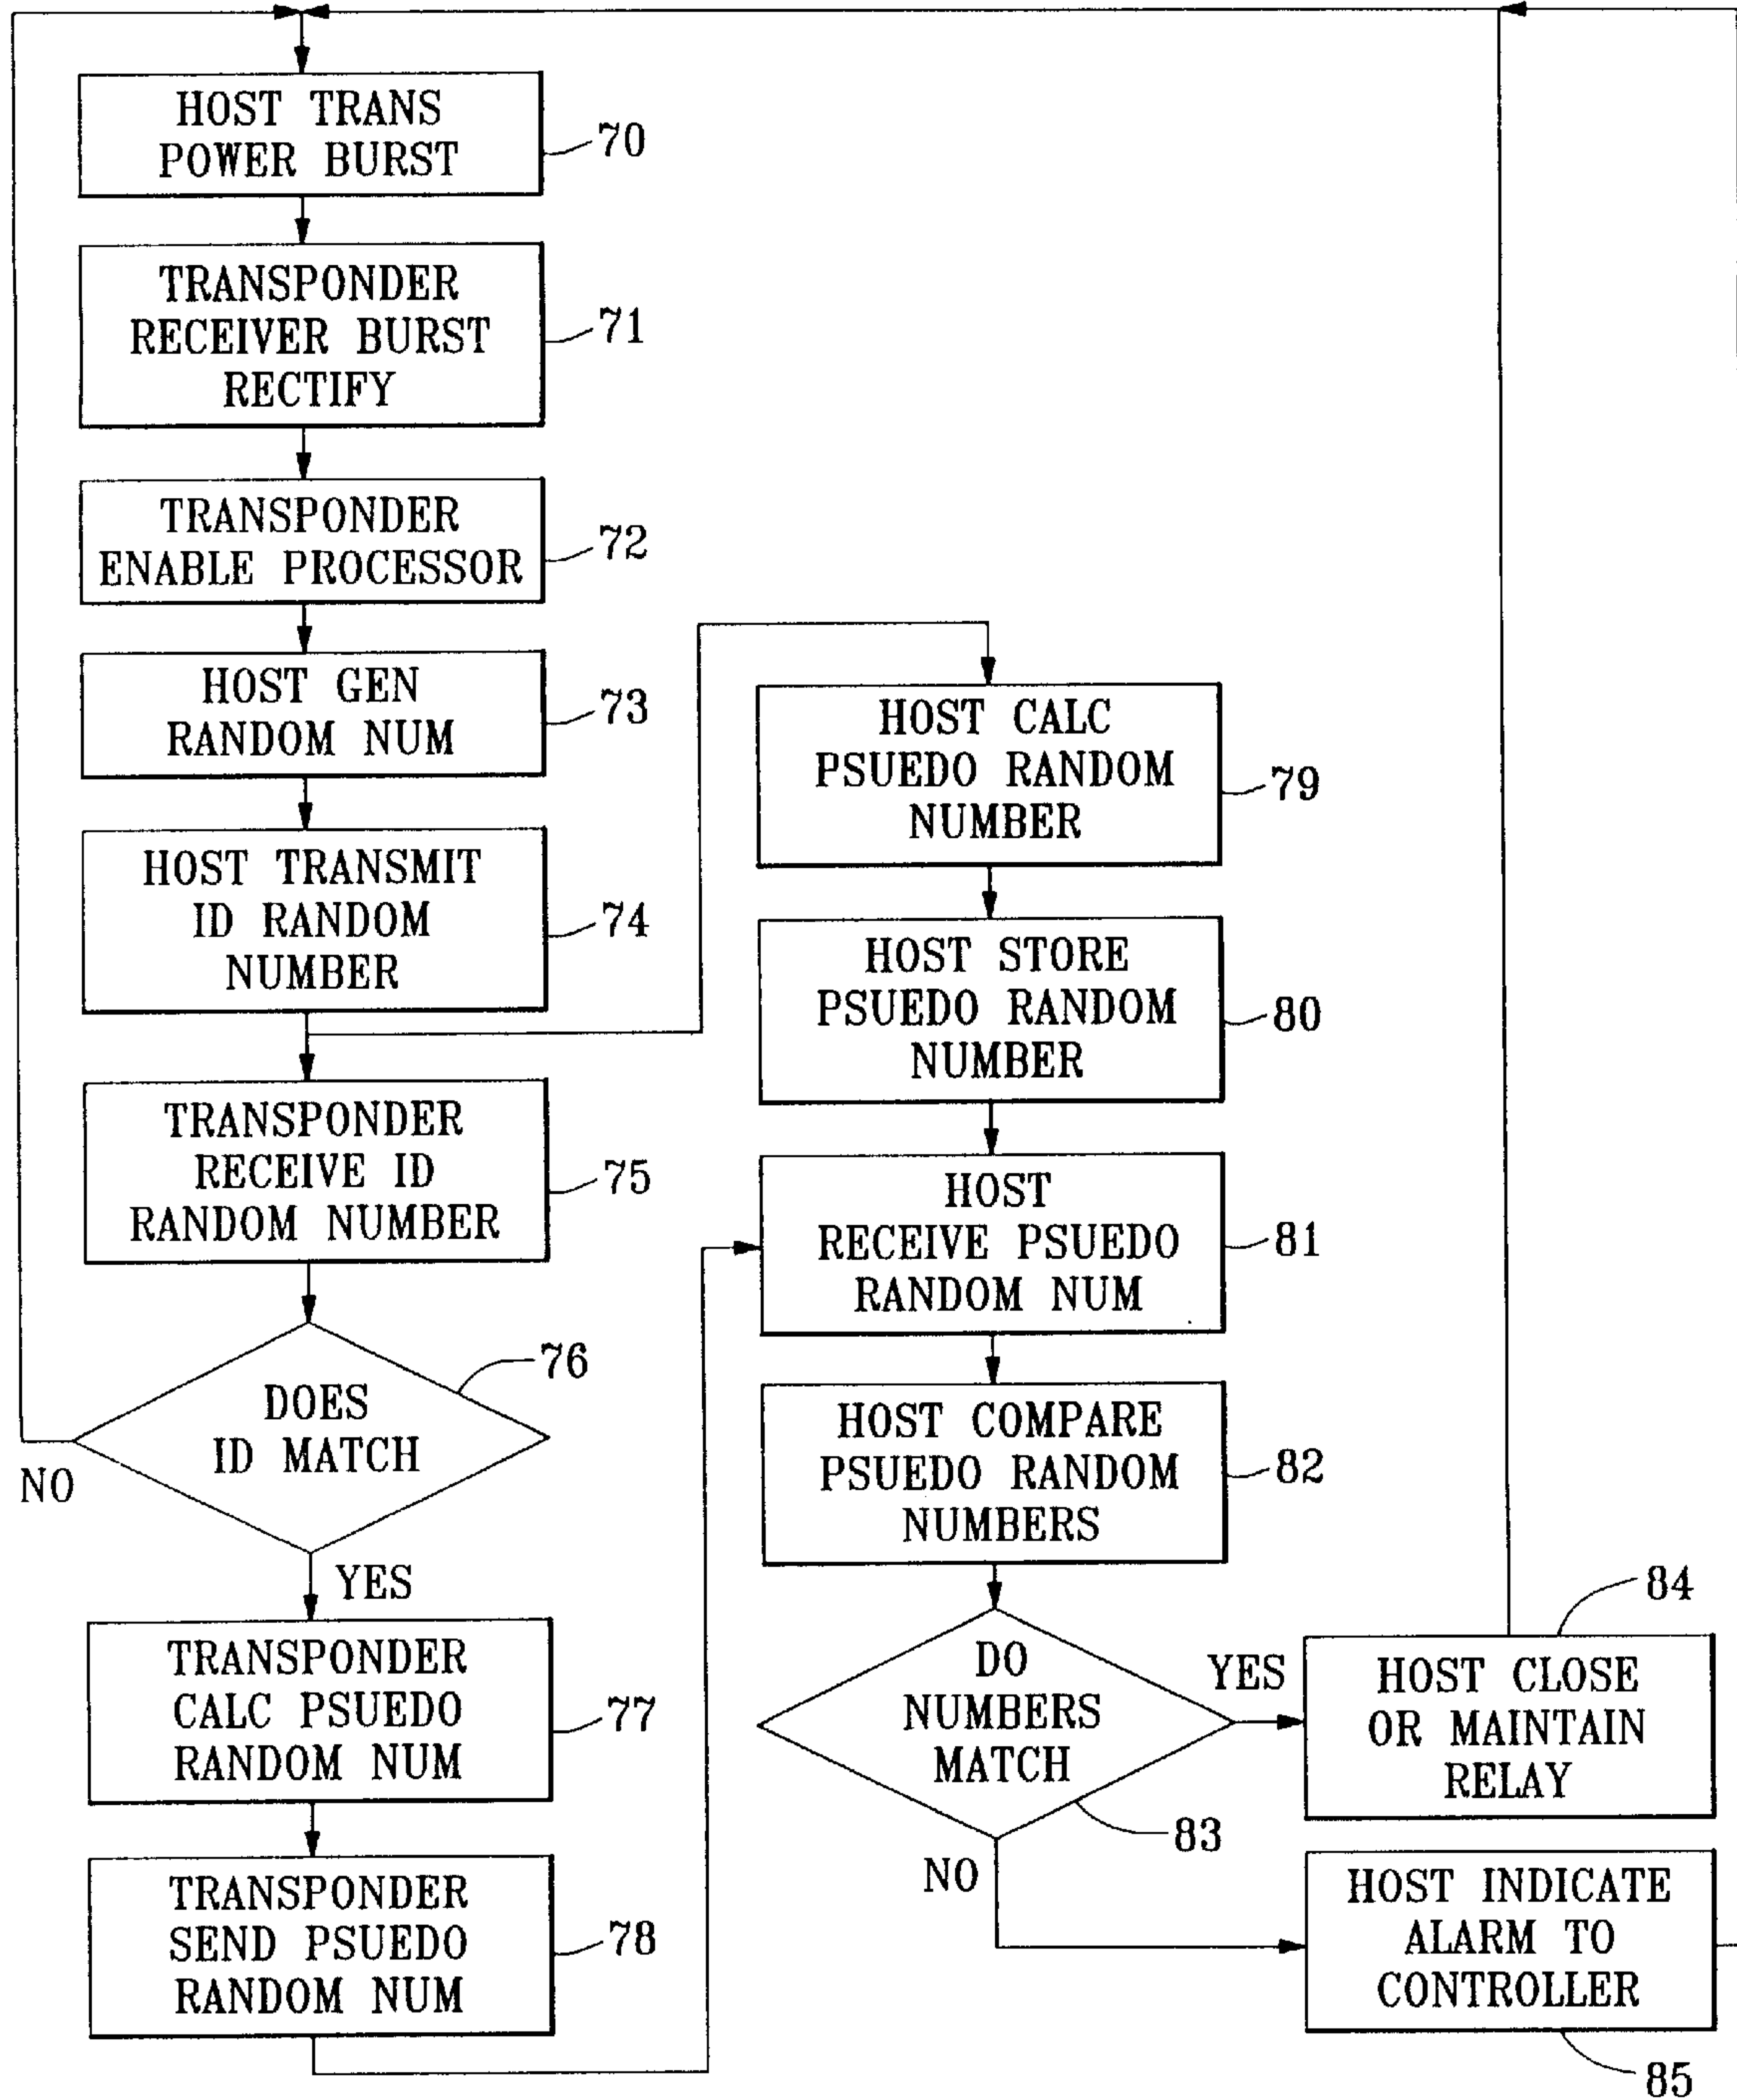 HOST TRANS
POWER BURST
70
TRANSPONDER
RECEIVER BURST
RECTIFY
71
TRANSPONDER
ENABLE PROCESSOR
72
HOST GEN
RANDOM NUM
73
HOST TRANSMIT
ID RANDOM
NUMBER
74
TRANSPONDER
RECEIVE ID
RANDOM NUMBER
75
DOES
ID MATCH
76
NO
YES
TRANSPONDER
CALC PSUEDO
RANDOM NUM
77
TRANSPONDER
SEND PSUEDO
RANDOM NUM
78
HOST CALC
PSUEDO RANDOM
NUMBER
79
HOST STORE
PSUEDO RANDOM
NUMBER
80
HOST
RECEIVE PSUEDO
RANDOM NUM
81
HOST COMPARE
PSUEDO RANDOM
NUMBERS
82
DO
NUMBERS
MATCH
83
YES
NO
84
HOST CLOSE
OR MAINTAIN
RELAY
HOST INDICATE
ALARM TO
CONTROLLER
85